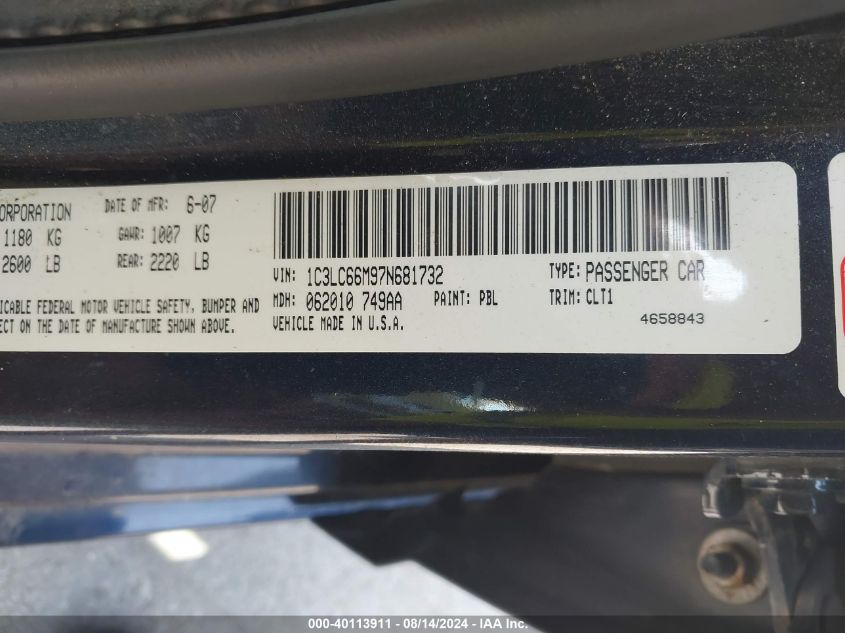 ORPORATION DATE OF MFR: 6-07
1180 KG GAWR: 1007 KG
2600 LB REAR: 2220 LB
ICABLE FEDERAL MOTOR VEHICLE SAFETY, BUMPER AND
ECT ON THE DATE OF MANUFACTURE SHOWN ABOVE.
VIN: 1C3LC66M97N681732 TYPE: PASSENGER CAR
MDH: 062010 749AA PAINT: PBL TRIM: CLT1
VEHICLE MADE IN U.S.A. 4658843
000-40113911 - 08/14/2024 - IAAI.com